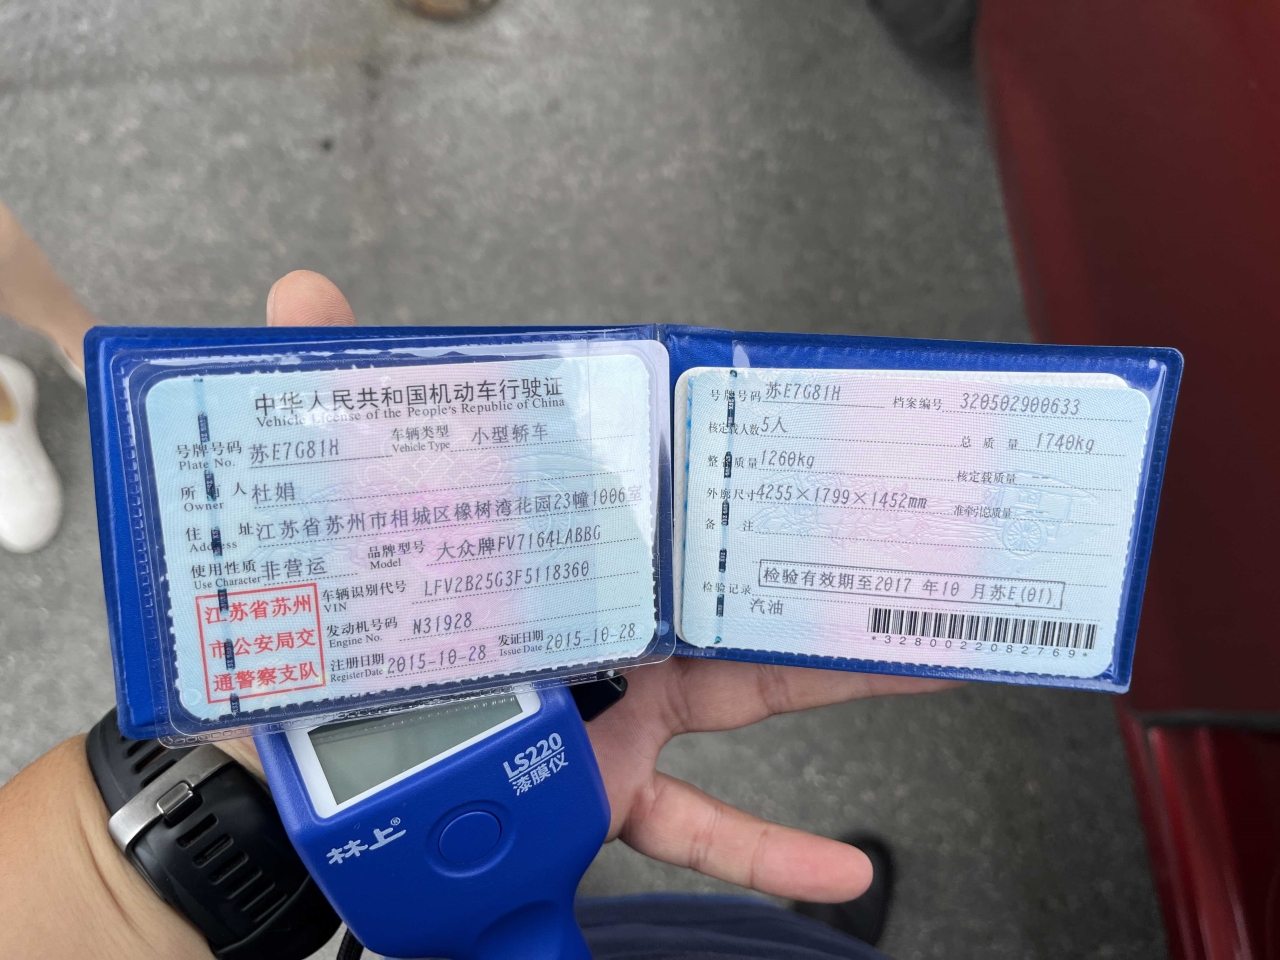 中华人民共和国机动车行驶证
Vehicle License of the People's Republic of China
号牌号码 苏E7G81H 车辆类型 小型轿车
Plate No. Vehicle Type
所有人 杜娟
Owner
住址 江苏省苏州市相城区橡树湾花园23幢1006室
Address
使用性质 非营运 品牌型号 大众牌FV7164LABBG
Use Character Model
江苏省苏州
市公安局交
通警察支队
车辆识别代号 LFV2B25G3F5118360
VIN
发动机号码 N31928
Engine No.
注册日期 2015-10-28 发证日期 2015-10-28
Register Date Issue Date
号牌号码 苏E7G81H 档案编号 320502900633
核定载人数 5人 总质量 1740kg
整备质量 1260kg 核定载质量
外廓尺寸 4255×1799×1452mm 准牵引总质量
备注
检验记录 检验有效期至2017年10月苏E(01)
汽油
*3280022082769*
LS220
漆膜仪
林上®